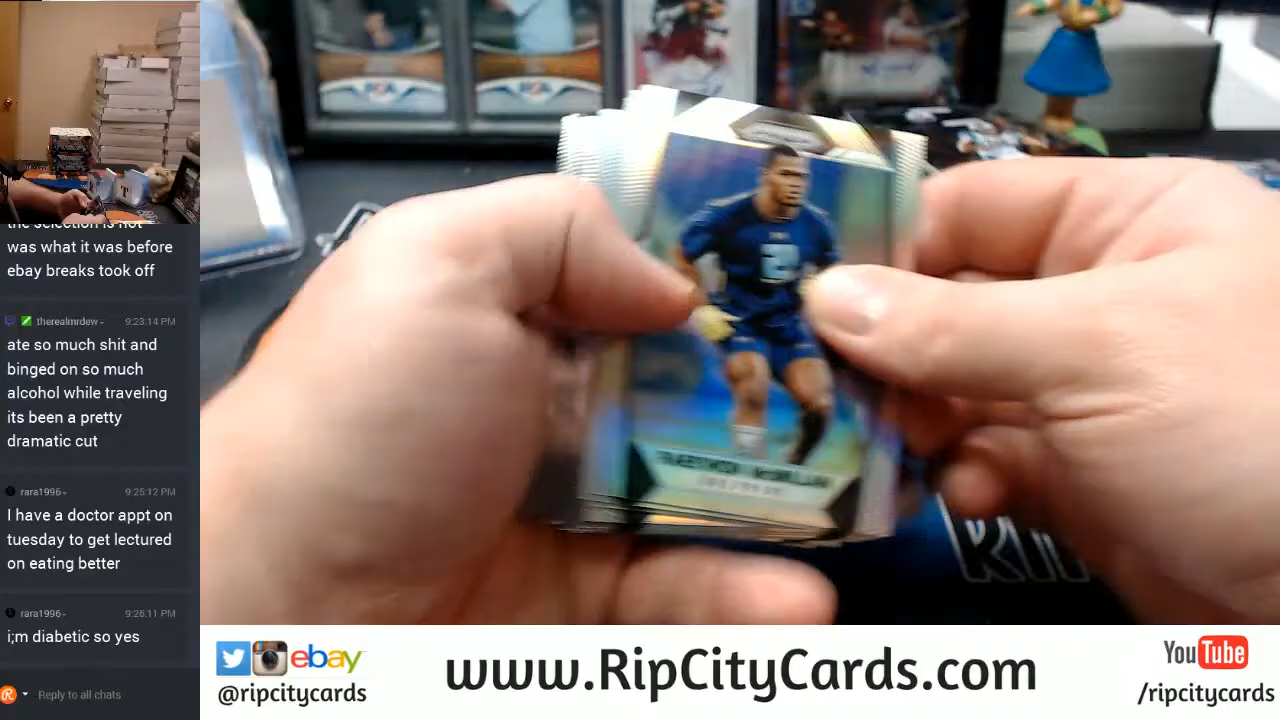 the selection is not
was what it was before
ebay breaks took off
therealmrdew 9:23:14 PM
ate so much shit and
binged on so much
alcohol while traveling
its been a pretty
dramatic cut
rara1996 9:25:12 PM
I have a doctor appt on
tuesday to get lectured
on eating better
rara1996 9:26:11 PM
i;m diabetic so yes
Reply to all chats
ebay
@ripcitycards
www.RipCityCards.com
YouTube
/ripcitycards